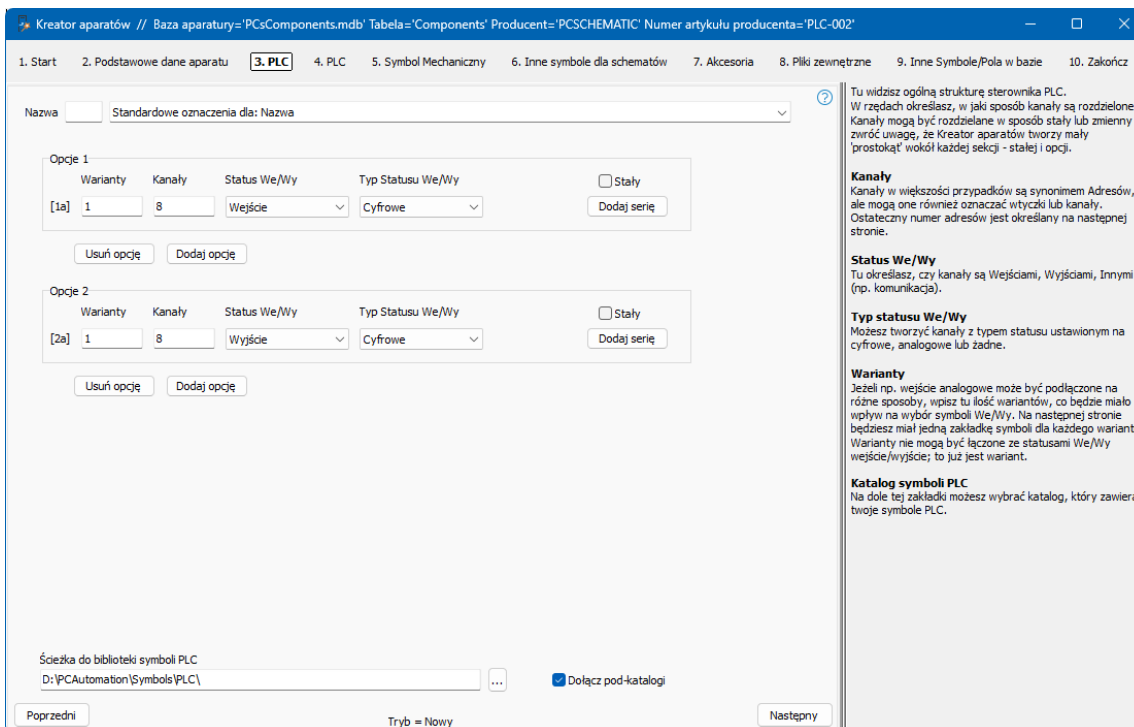 Kreator aparatów // Baza aparatury='PCsComponents.mdb' Tabela='Components' Producent='PCSCHEMATIC' Numer artykułu producenta='PLC-002'
1. Start 2. Podstawowe dane aparatu 3. PLC 4. PLC 5. Symbol Mechaniczny 6. Inne symbole dla schematów 7. Akcesoria 8. Pliki zewnętrzne 9. Inne Symbole/Pola w bazie 10. Zakończ
Nazwa Standardowe oznaczenia dla: Nazwa
Opcje 1
Warianty Kanały Status We/Wy Typ Statusu We/Wy Stały
[1a] 1 8 Wejście Cyfrowe Dodaj serię
Usuń opcję Dodaj opcję
Opcje 2
Warianty Kanały Status We/Wy Typ Statusu We/Wy Stały
[2a] 1 8 Wyjście Cyfrowe Dodaj serię
Usuń opcję Dodaj opcję
Ścieżka do biblioteki symboli PLC
D:\PCAutomation\Symbols\PLC\ ... Dołącz pod-katalogi
Poprzedni Tryb = Nowy Następny
Tu widzisz ogólną strukturę sterownika PLC.
W rzędach określasz, w jaki sposób kanały są rozdzielone
Kanały mogą być rozdzielane w sposób stały lub zmienny
zwróć uwagę, że Kreator aparatów tworzy mały
'prostokąt' wokół każdej sekcji - stałej i opcji.
Kanały
Kanały w większości przypadków są synonimem Adresów,
ale mogą one również oznaczać wtyczki lub kanały.
Ostateczny numer adresów jest określany na następnej
stronie.
Status We/Wy
Tu określasz, czy kanały są Wejściami, Wyjściami, Innymi
(np. komunikacja).
Typ statusu We/Wy
Możesz tworzyć kanały z typem statusu ustawionym na
cyfrowe, analogowe lub żadne.
Warianty
Jeżeli np. wejście analogowe może być podłączone na
różne sposoby, wpisz tu ilość wariantów, co będzie miało
wpływ na wybór symboli We/Wy. Na następnej stronie
będziesz miał jedną zakładkę symboli dla każdego wariant
Warianty nie mogą być łączone ze statusami We/Wy
wejście/wyjście; to już jest wariant.
Katalog symboli PLC
Na dole tej zakładki możesz wybrać katalog, który zawiera
twoje symbole PLC.